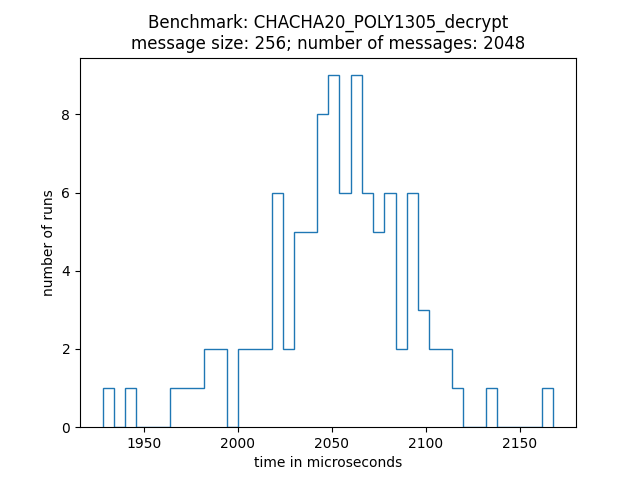 Benchmark: CHACHA20_POLY1305_decrypt
message size: 256; number of messages: 2048
8
6
4
2
0
number of runs
1950
2000
2050
2100
2150
time in microseconds